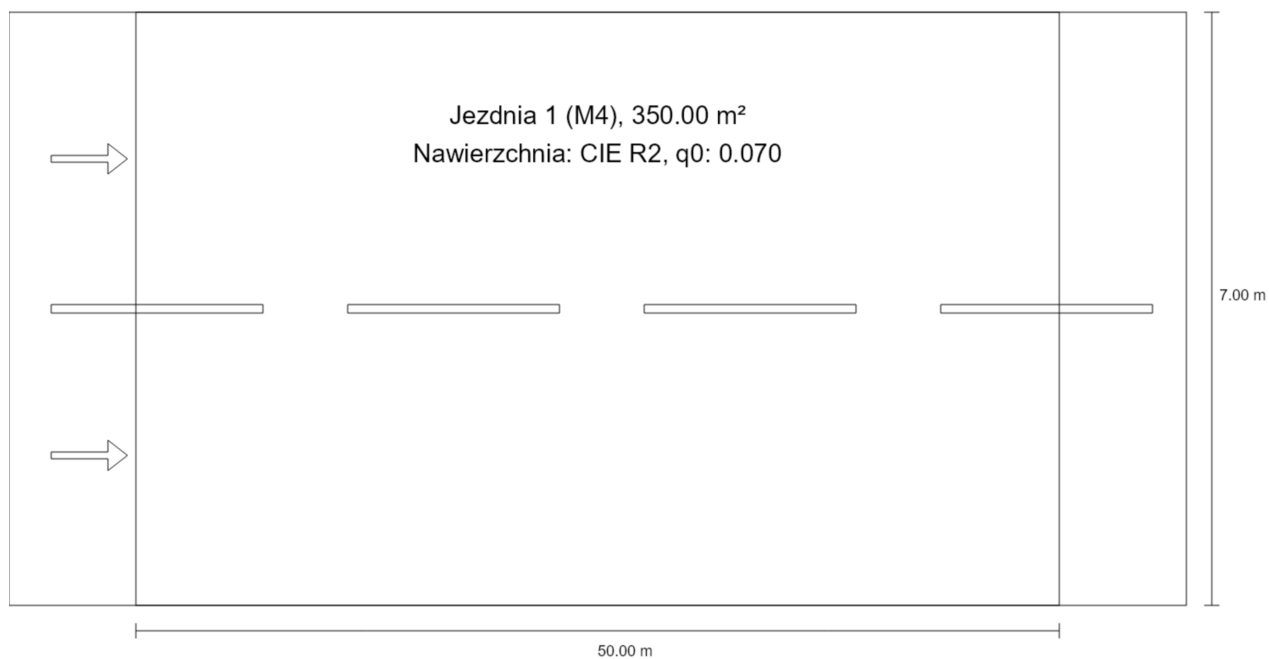 Jezdnia 1 (M4), 350.00 m²
Nawierzchnia: CIE R2, q0: 0.070
7.00 m
50.00 m